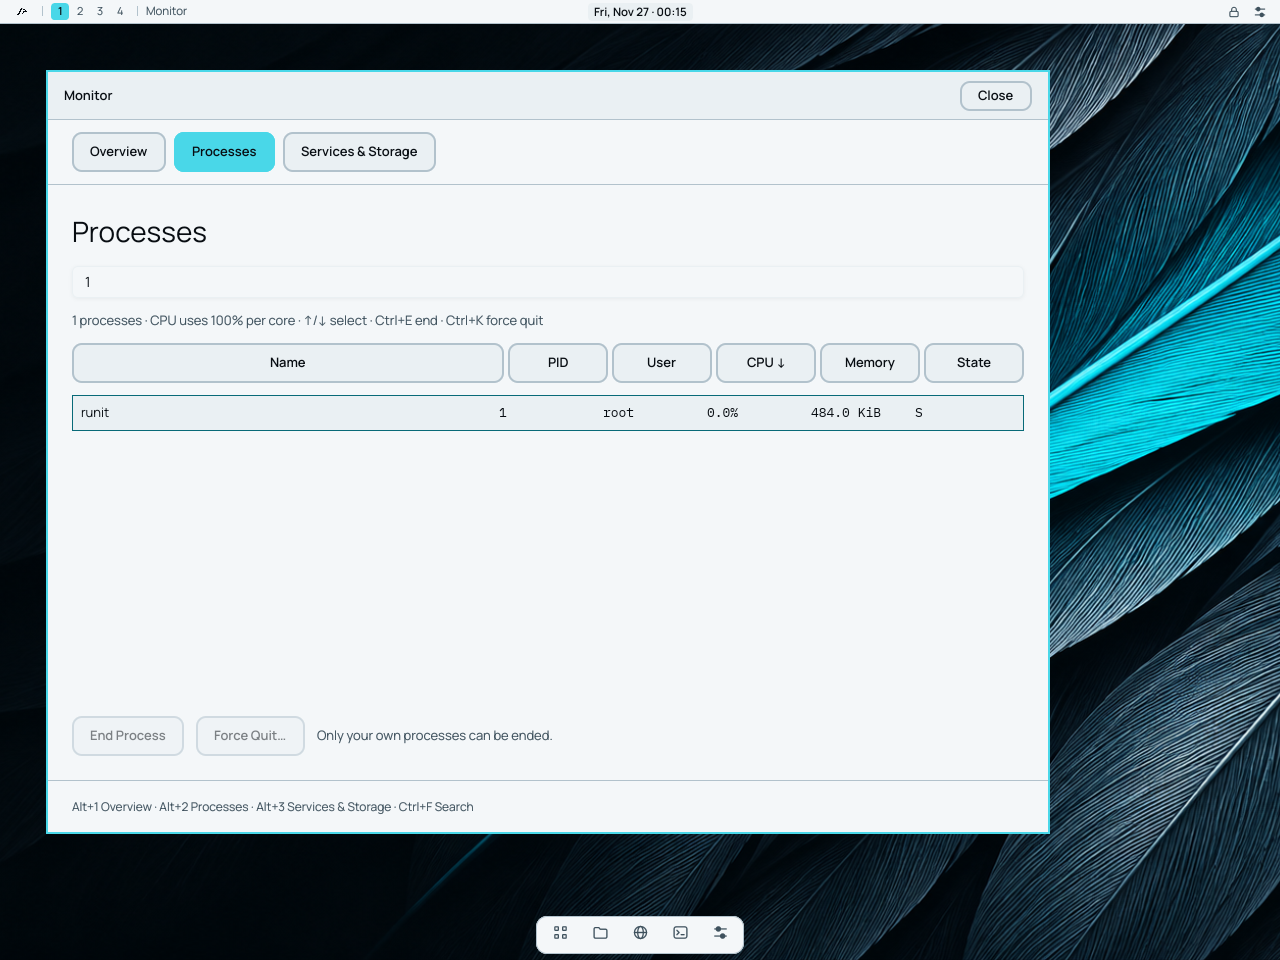 1 2 3 4 Monitor Fri, Nov 27 · 00:15
Monitor Close
Overview Processes Services & Storage
Processes
1
1 processes · CPU uses 100% per core · ↑/↓ select · Ctrl+E end · Ctrl+K force quit
Name PID User CPU ↓ Memory State
runit 1 root 0.0% 484.0 KiB S
End Process Force Quit... Only your own processes can be ended.
Alt+1 Overview · Alt+2 Processes · Alt+3 Services & Storage · Ctrl+F Search